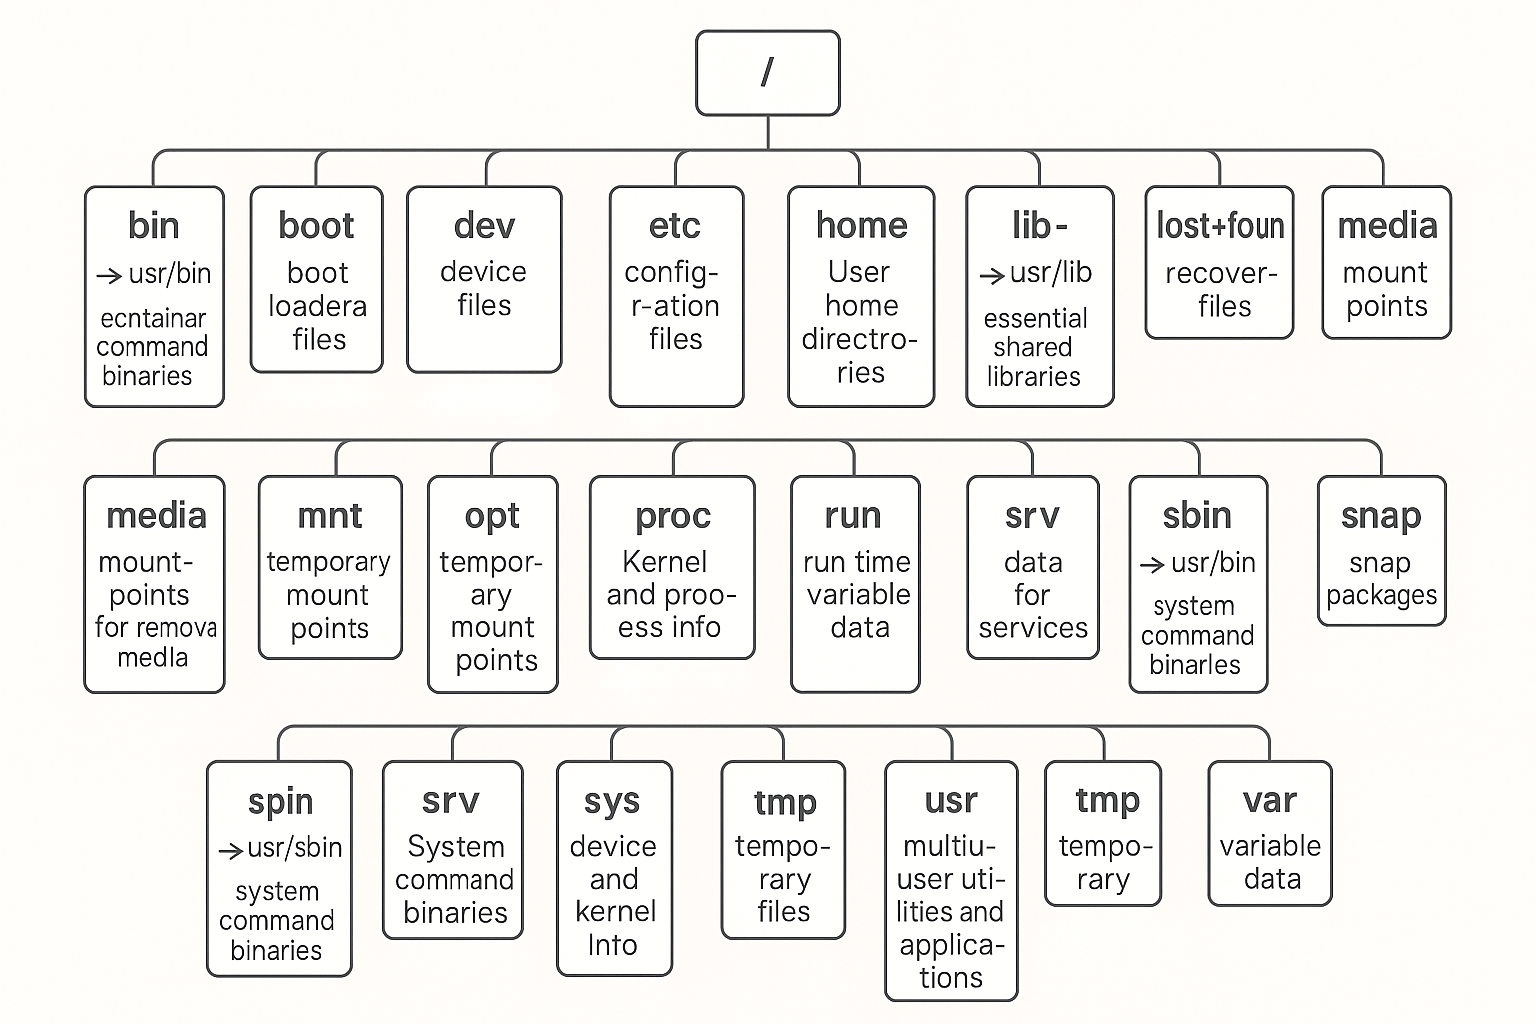 /
bin
→ usr/bin
ecntainar
command
binaries
boot
boot
loadera
files
dev
device
files
etc
config-
r-ation
files
home
User
home
directro-
ries
lib-
→ usr/lib
essential
shared
libraries
lost+foun
recover-
files
media
mount
points
media
mount-
points
for remova
medla
mnt
temporary
mount
points
opt
tempor-
ary
mount
points
proc
Kernel
and proo-
ess info
run
run time
variable
data
srv
data
for
services
sbin
→ usr/bin
system
command
binarles
snap
snap
packages
spin
→ usr/sbin
system
command
binaries
srv
System
command
binaries
sys
device
and
kernel
Into
tmp
tempo-
rary
files
usr
multiu-
user uti-
lities and
applica-
tions
tmp
tempo-
rary
var
variable
data